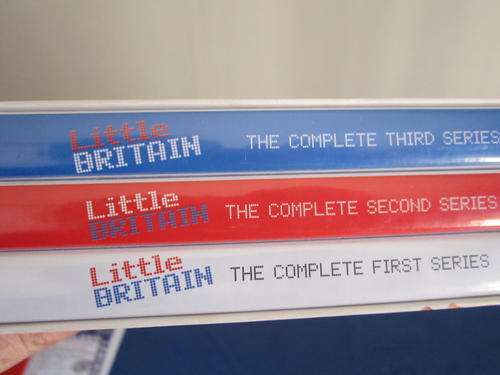 Little
BRITAIN
THE COMPLETE THIRD SERIES
Little
BRITAIN
THE COMPLETE SECOND SERIES
Little
BRITAIN
THE COMPLETE FIRST SERIES